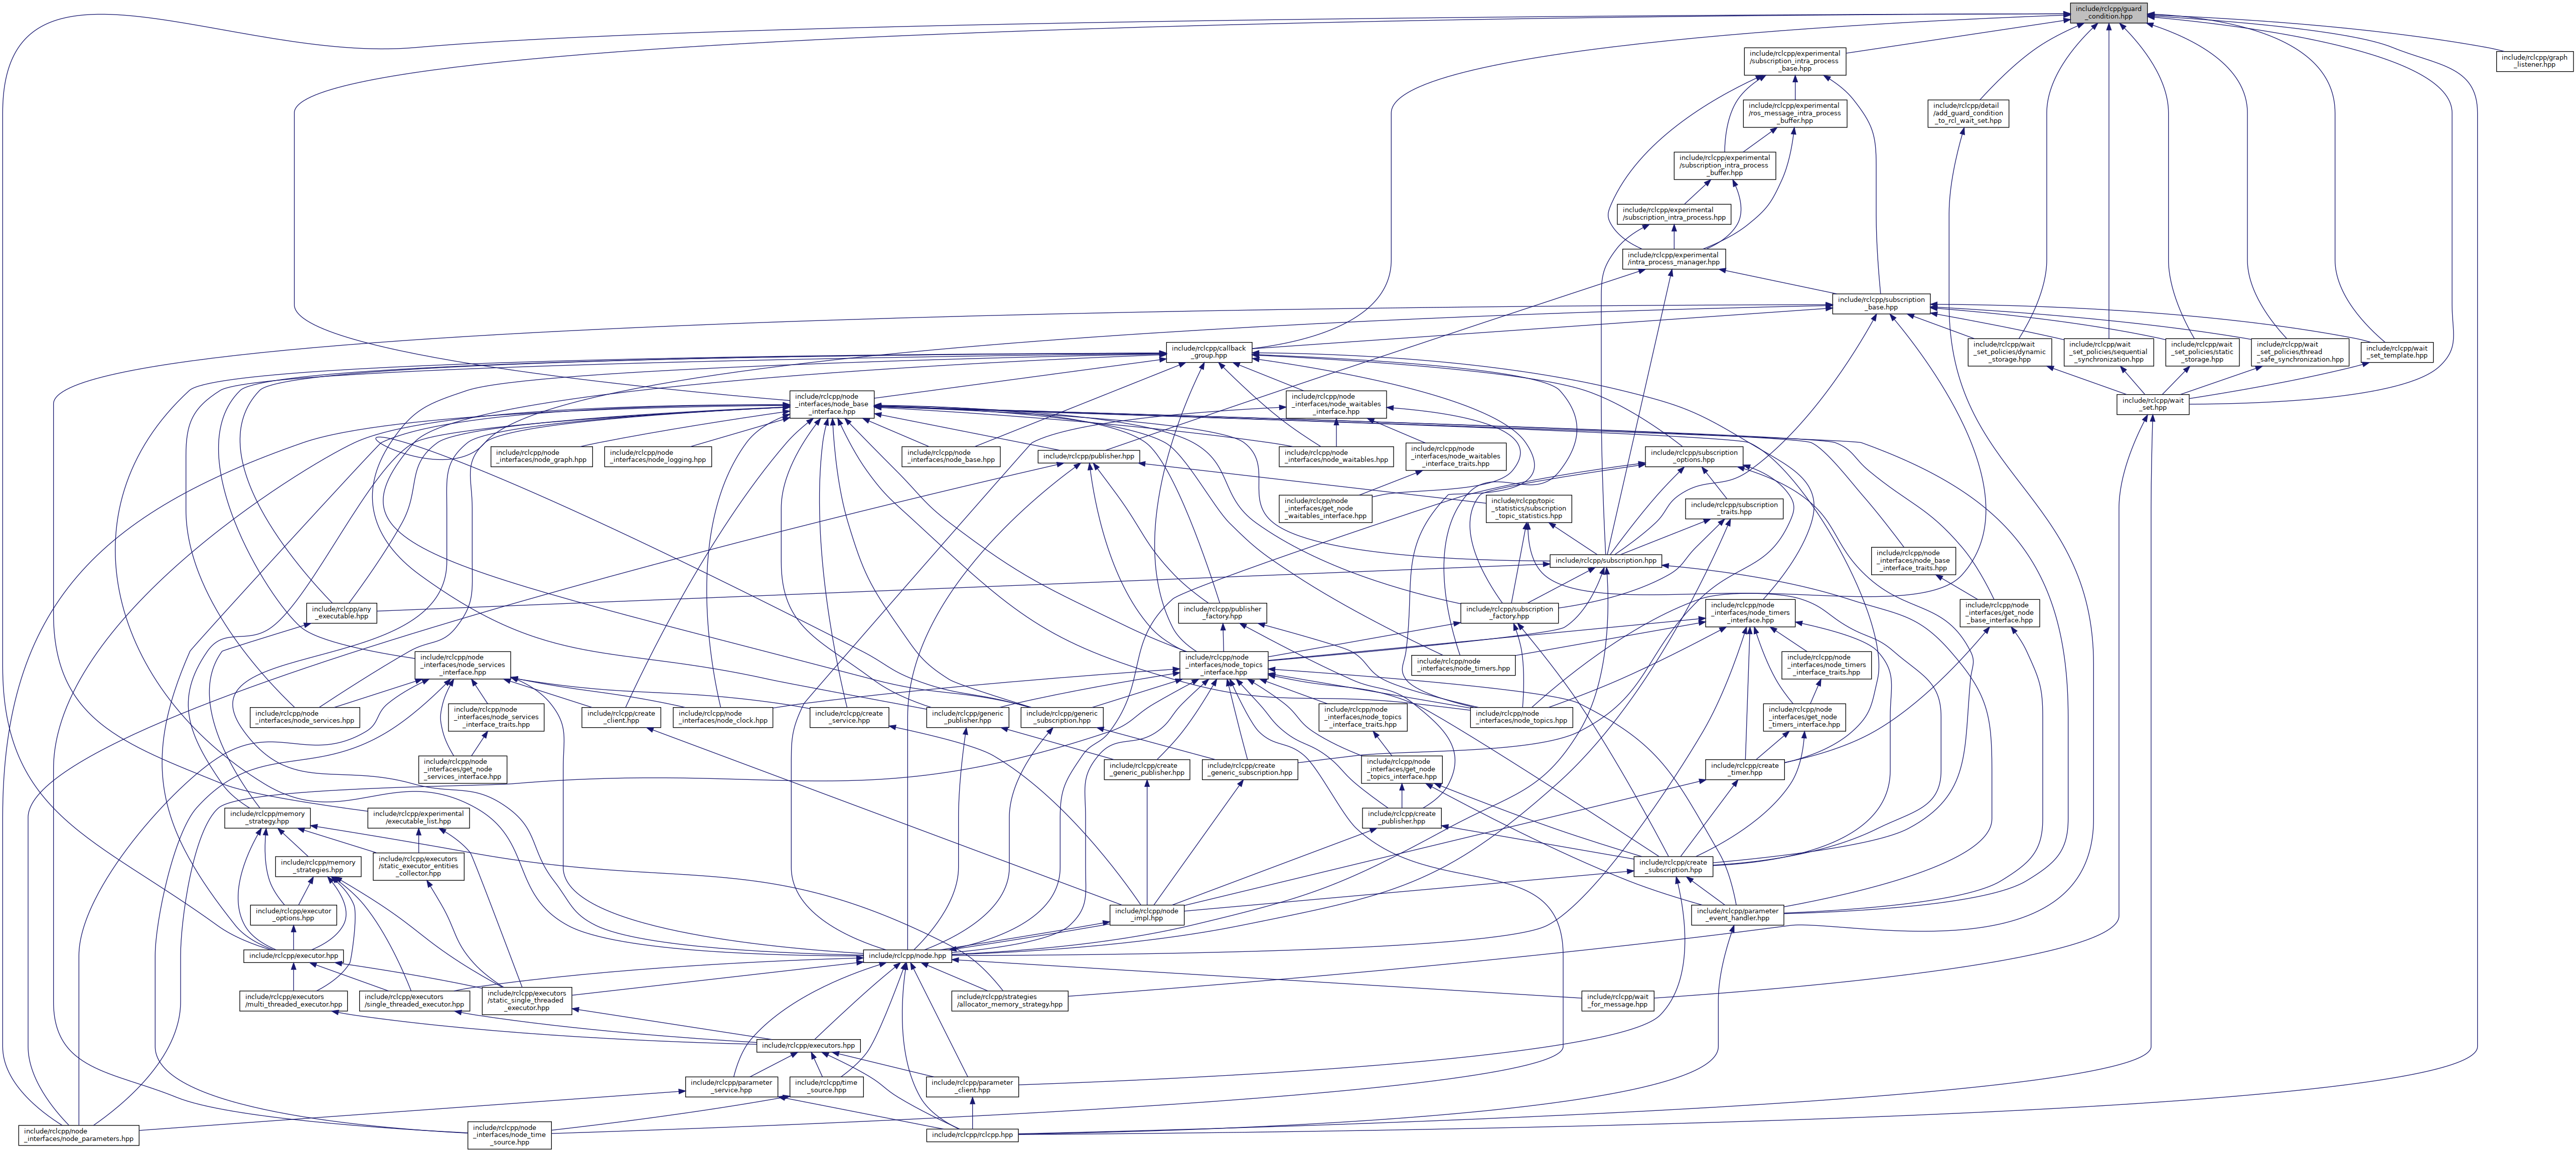 include/rclcpp/guard
_condition.hpp
include/rclcpp/experimental
/subscription_intra_process
_base.hpp
include/rclcpp/graph
_listener.hpp
include/rclcpp/experimental
/ros_message_intra_process
_buffer.hpp
include/rclcpp/detail
/add_guard_condition
_to_rcl_wait_set.hpp
include/rclcpp/experimental
/subscription_intra_process
_buffer.hpp
include/rclcpp/experimental
/subscription_intra_process.hpp
include/rclcpp/experimental
/intra_process_manager.hpp
include/rclcpp/subscription
_base.hpp
include/rclcpp/callback
_group.hpp
include/rclcpp/wait
_set_policies/dynamic
_storage.hpp
include/rclcpp/wait
_set_policies/sequential
_synchronization.hpp
include/rclcpp/wait
_set_policies/static
_storage.hpp
include/rclcpp/wait
_set_policies/thread
_safe_synchronization.hpp
include/rclcpp/wait
_set_template.hpp
include/rclcpp/node
_interfaces/node_base
_interface.hpp
include/rclcpp/node
_interfaces/node_waitables
_interface.hpp
include/rclcpp/wait
_set.hpp
include/rclcpp/node
_interfaces/node_graph.hpp
include/rclcpp/node
_interfaces/node_logging.hpp
include/rclcpp/node
_interfaces/node_base.hpp
include/rclcpp/publisher.hpp
include/rclcpp/node
_interfaces/node_waitables.hpp
include/rclcpp/node
_interfaces/node_waitables
_interface_traits.hpp
include/rclcpp/subscription
_options.hpp
include/rclcpp/node
_interfaces/get_node
_waitables_interface.hpp
include/rclcpp/topic
_statistics/subscription
_topic_statistics.hpp
include/rclcpp/subscription
_traits.hpp
include/rclcpp/subscription.hpp
include/rclcpp/node
_interfaces/node_base
_interface_traits.hpp
include/rclcpp/any
_executable.hpp
include/rclcpp/publisher
_factory.hpp
include/rclcpp/subscription
_factory.hpp
include/rclcpp/node
_interfaces/node_timers
_interface.hpp
include/rclcpp/node
_interfaces/get_node
_base_interface.hpp
include/rclcpp/node
_interfaces/node_services
_interface.hpp
include/rclcpp/node
_interfaces/node_topics
_interface.hpp
include/rclcpp/node
_interfaces/node_timers.hpp
include/rclcpp/node
_interfaces/node_timers
_interface_traits.hpp
include/rclcpp/node
_interfaces/node_services.hpp
include/rclcpp/node
_interfaces/node_services
_interface_traits.hpp
include/rclcpp/create
_client.hpp
include/rclcpp/node
_interfaces/node_clock.hpp
include/rclcpp/create
_service.hpp
include/rclcpp/generic
_publisher.hpp
include/rclcpp/generic
_subscription.hpp
include/rclcpp/node
_interfaces/node_topics
_interface_traits.hpp
include/rclcpp/node
_interfaces/node_topics.hpp
include/rclcpp/node
_interfaces/get_node
_timers_interface.hpp
include/rclcpp/node
_interfaces/get_node
_services_interface.hpp
include/rclcpp/create
_generic_publisher.hpp
include/rclcpp/create
_generic_subscription.hpp
include/rclcpp/node
_interfaces/get_node
_topics_interface.hpp
include/rclcpp/create
_timer.hpp
include/rclcpp/memory
_strategy.hpp
include/rclcpp/experimental
/executable_list.hpp
include/rclcpp/create
_publisher.hpp
include/rclcpp/memory
_strategies.hpp
include/rclcpp/executors
/static_executor_entities
_collector.hpp
include/rclcpp/create
_subscription.hpp
include/rclcpp/executor
_options.hpp
include/rclcpp/node
_impl.hpp
include/rclcpp/parameter
_event_handler.hpp
include/rclcpp/executor.hpp
include/rclcpp/node.hpp
include/rclcpp/executors
/multi_threaded_executor.hpp
include/rclcpp/executors
/single_threaded_executor.hpp
include/rclcpp/executors
/static_single_threaded
_executor.hpp
include/rclcpp/strategies
/allocator_memory_strategy.hpp
include/rclcpp/wait
_for_message.hpp
include/rclcpp/executors.hpp
include/rclcpp/parameter
_service.hpp
include/rclcpp/time
_source.hpp
include/rclcpp/parameter
_client.hpp
include/rclcpp/node
_interfaces/node_parameters.hpp
include/rclcpp/node
_interfaces/node_time
_source.hpp
include/rclcpp/rclcpp.hpp